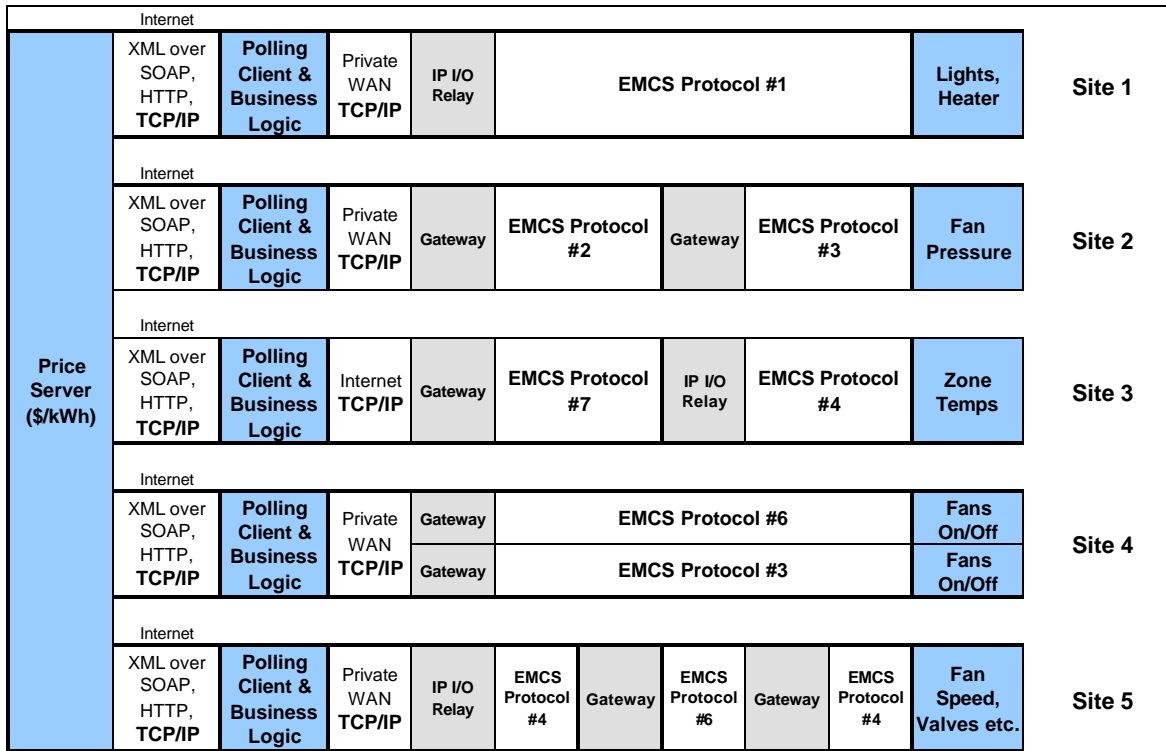 Internet
XML over
SOAP,
HTTP,
TCP/IP
Polling
Client &
Business
Logic
Private
WAN
TCP/IP
IP I/O
Relay
EMCS Protocol #1
Lights,
Heater
Site 1
Internet
XML over
SOAP,
HTTP,
TCP/IP
Polling
Client &
Business
Logic
Private
WAN
TCP/IP
Gateway
EMCS Protocol
#2
Gateway
EMCS Protocol
#3
Fan
Pressure
Site 2
Price
Server
($/kWh)
Internet
XML over
SOAP,
HTTP,
TCP/IP
Polling
Client &
Business
Logic
Internet
TCP/IP
Gateway
EMCS Protocol
#7
IP I/O
Relay
EMCS Protocol
#4
Zone
Temps
Site 3
Internet
XML over
SOAP,
HTTP,
TCP/IP
Polling
Client &
Business
Logic
Private
WAN
TCP/IP
Gateway
EMCS Protocol #6
Fans
On/Off
Gateway
EMCS Protocol #3
Fans
On/Off
Site 4
Internet
XML over
SOAP,
HTTP,
TCP/IP
Polling
Client &
Business
Logic
Private
WAN
TCP/IP
IP I/O
Relay
EMCS
Protocol
#4
Gateway
EMCS
Protocol
#6
Gateway
EMCS
Protocol
#4
Fan
Speed,
Valves etc.
Site 5